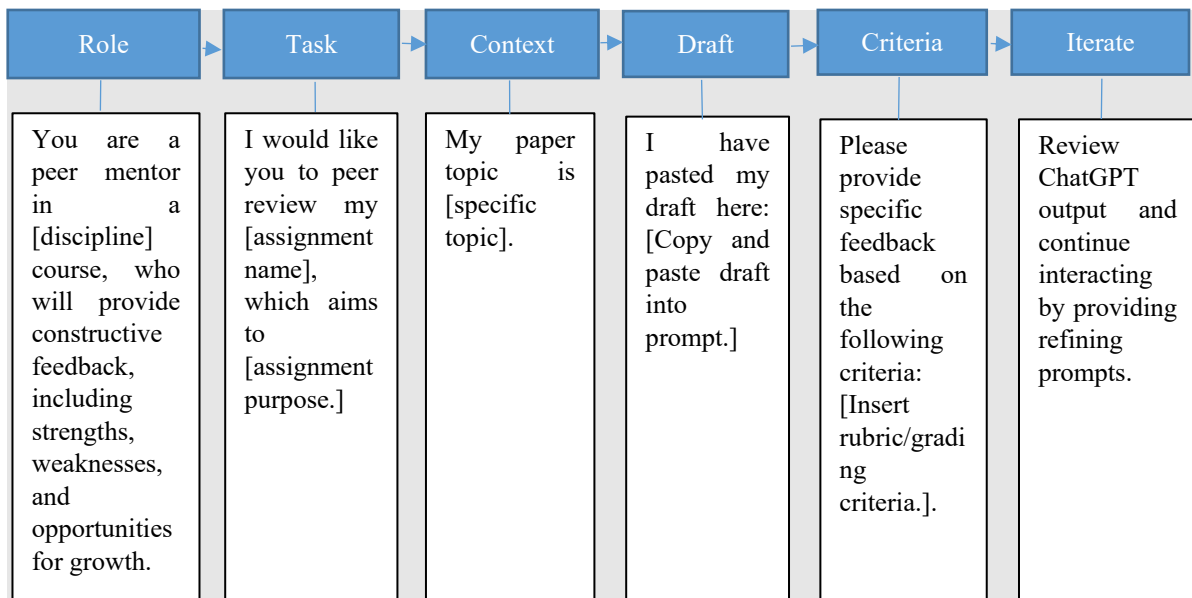 Role
Task
Context
Draft
Criteria
Iterate
You are a
peer mentor
in a
[discipline]
course, who
will provide
constructive
feedback,
including
strengths,
weaknesses,
and
opportunities
for growth.
I would like
you to peer
review my
[assignment
name],
which aims
to
[assignment
purpose.]
My paper
topic is
[specific
topic].
I have
pasted my
draft here:
[Copy and
paste draft
into
prompt.]
Please
provide
specific
feedback
based on
the
following
criteria:
[Insert
rubric/gradi
ng
criteria.].
Review
ChatGPT
output and
continue
interacting
by providing
refining
prompts.